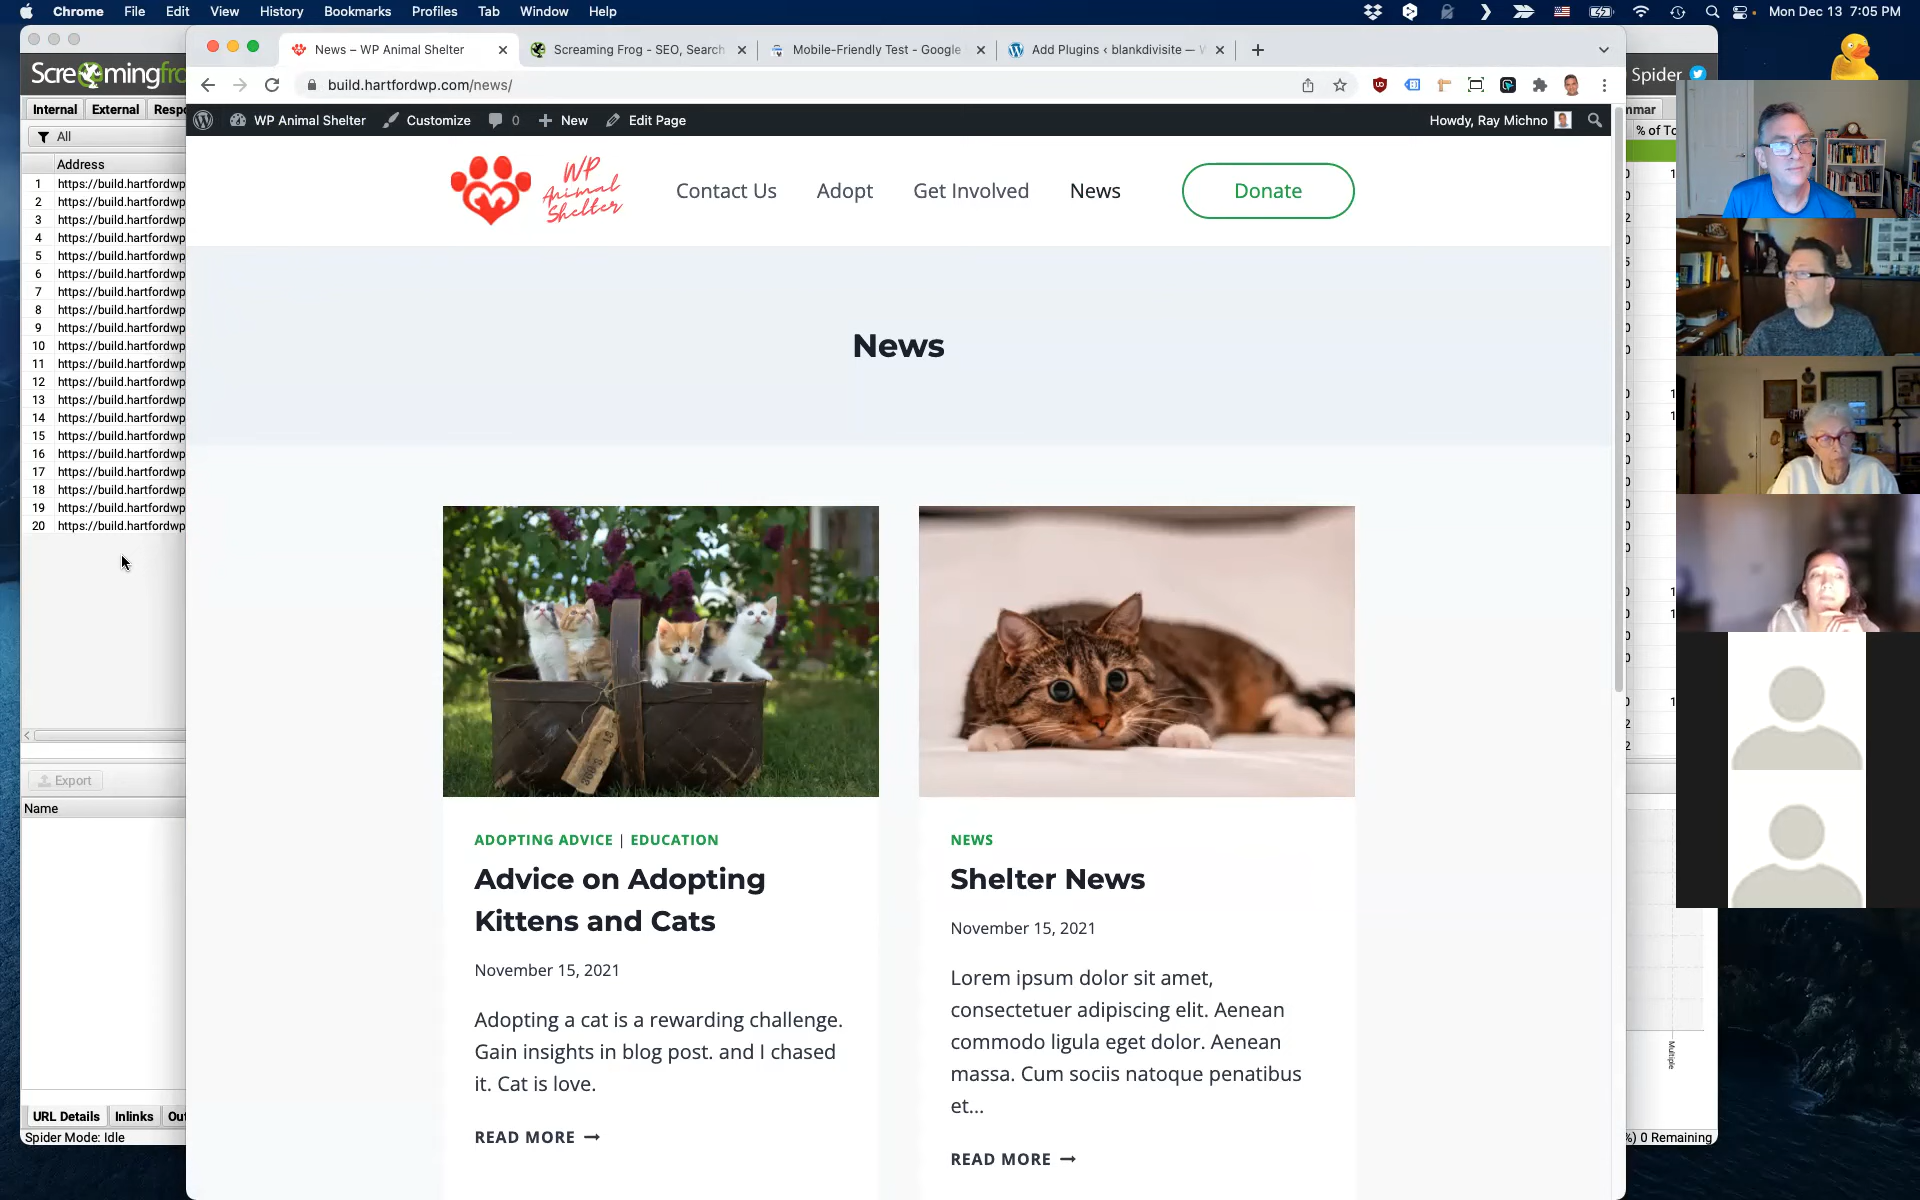 Chrome File Edit View History Bookmarks Profiles Tab Window Help Mon Dec 13 7:05 PM
News – WP Animal Shelter
Screaming Frog - SEO, Search
Mobile-Friendly Test - Google
Add Plugins ‹ blankdivisite —
build.hartfordwp.com/news/
WP Animal Shelter Customize 0 New Edit Page
Howdy, Ray Michno
Spider
Internal External
All
% of To
Address
1 https://build.hartfordwp
2 https://build.hartfordwp
3 https://build.hartfordwp
4 https://build.hartfordwp
5 https://build.hartfordwp
6 https://build.hartfordwp
7 https://build.hartfordwp
8 https://build.hartfordwp
9 https://build.hartfordwp
10 https://build.hartfordwp
11 https://build.hartfordwp
12 https://build.hartfordwp
13 https://build.hartfordwp
14 https://build.hartfordwp
15 https://build.hartfordwp
16 https://build.hartfordwp
17 https://build.hartfordwp
18 https://build.hartfordwp
19 https://build.hartfordwp
20 https://build.hartfordwp
Export
Name
URL Details Inlinks Ou
Spider Mode: Idle
WP
Animal
Shelter
Contact Us Adopt Get Involved News Donate
News
ADOPTING ADVICE | EDUCATION
Advice on Adopting
Kittens and Cats
November 15, 2021
Adopting a cat is a rewarding challenge.
Gain insights in blog post. and I chased
it. Cat is love.
READ MORE
NEWS
Shelter News
November 15, 2021
Lorem ipsum dolor sit amet,
consectetuer adipiscing elit. Aenean
commodo ligula eget dolor. Aenean
massa. Cum sociis natoque penatibus
et...
READ MORE
Multiple
%) 0 Remaining